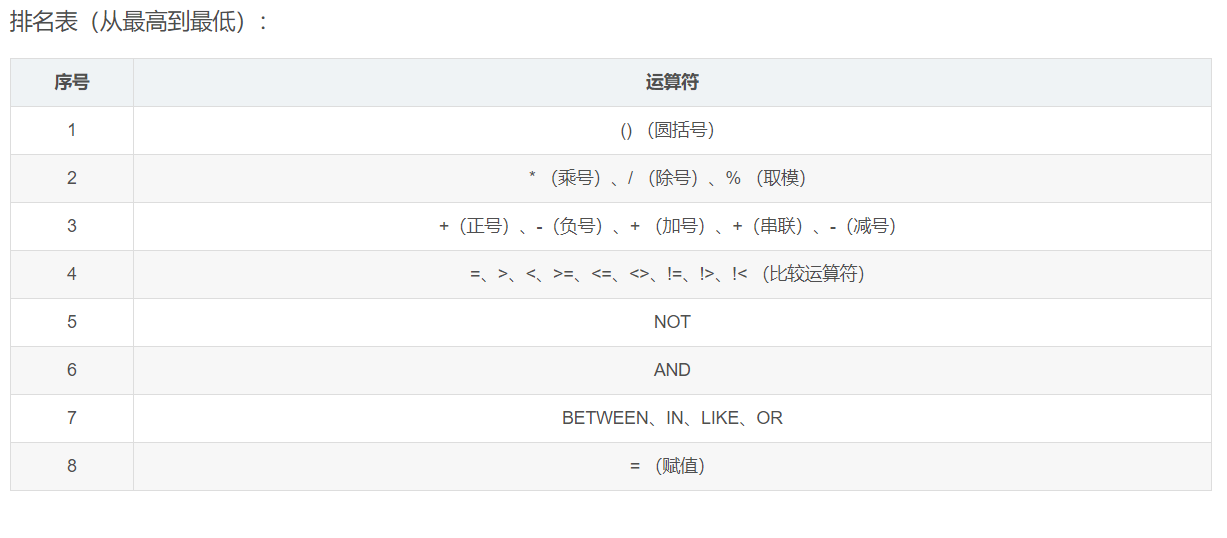 排名表（从最高到最低）：
序号 运算符
1 () （圆括号）
2 * （乘号）、/ （除号）、% （取模）
3 +（正号）、-（负号）、+ （加号）、+（串联）、-（减号）
4 =、>、<、>=、<=、<>、!=、!>、!< （比较运算符）
5 NOT
6 AND
7 BETWEEN、IN、LIKE、OR
8 = （赋值）